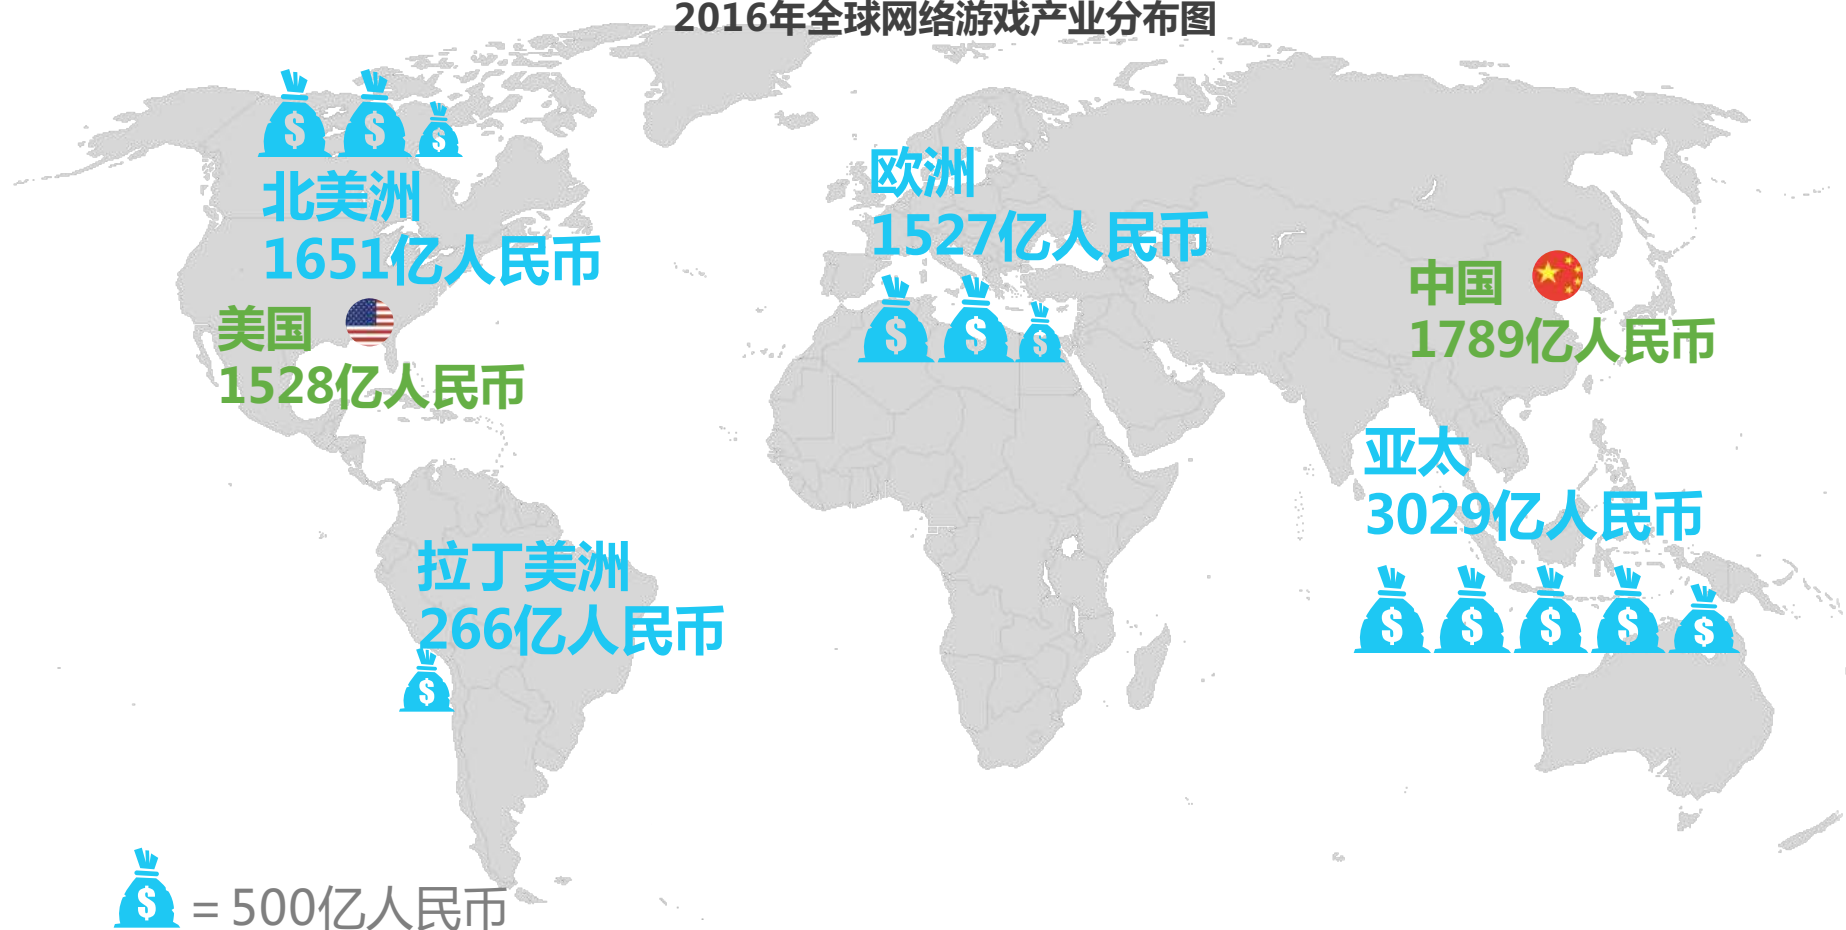 2016年全球网络游戏产业分布图
北美洲
1651亿人民币
美国
1528亿人民币
欧洲
1527亿人民币
中国
1789亿人民币
亚太
3029亿人民币
拉丁美洲
266亿人民币
= 500亿人民币